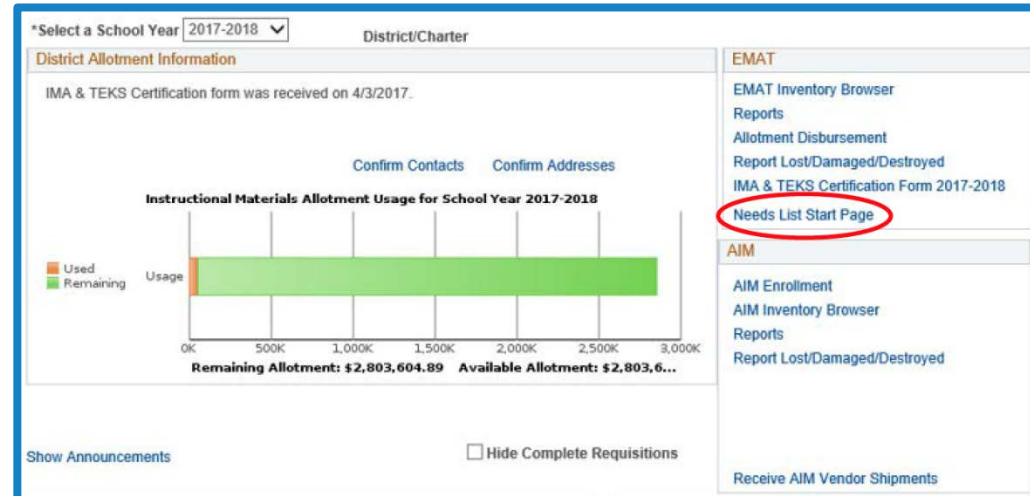 *Select a School Year 2017-2018 District/Charter
District Allotment Information
IMA & TEKS Certification form was received on 4/3/2017.
Confirm Contacts Confirm Addresses
Instructional Materials Allotment Usage for School Year 2017-2018
Used
Remaining
Usage
0K 500K 1,000K 1,500K 2,000K 2,500K 3,000K
Remaining Allotment: $2,803,604.89 Available Allotment: $2,803,6...
Show Announcements
Hide Complete Requisitions
EMAT
EMAT Inventory Browser
Reports
Allotment Disbursement
Report Lost/Damaged/Destroyed
IMA & TEKS Certification Form 2017-2018
Needs List Start Page
AIM
AIM Enrollment
AIM Inventory Browser
Reports
Report Lost/Damaged/Destroyed
Receive AIM Vendor Shipments